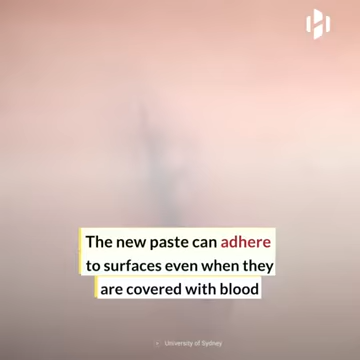 The new paste can adhere
to surfaces even when they
are covered with blood
University of Sydney